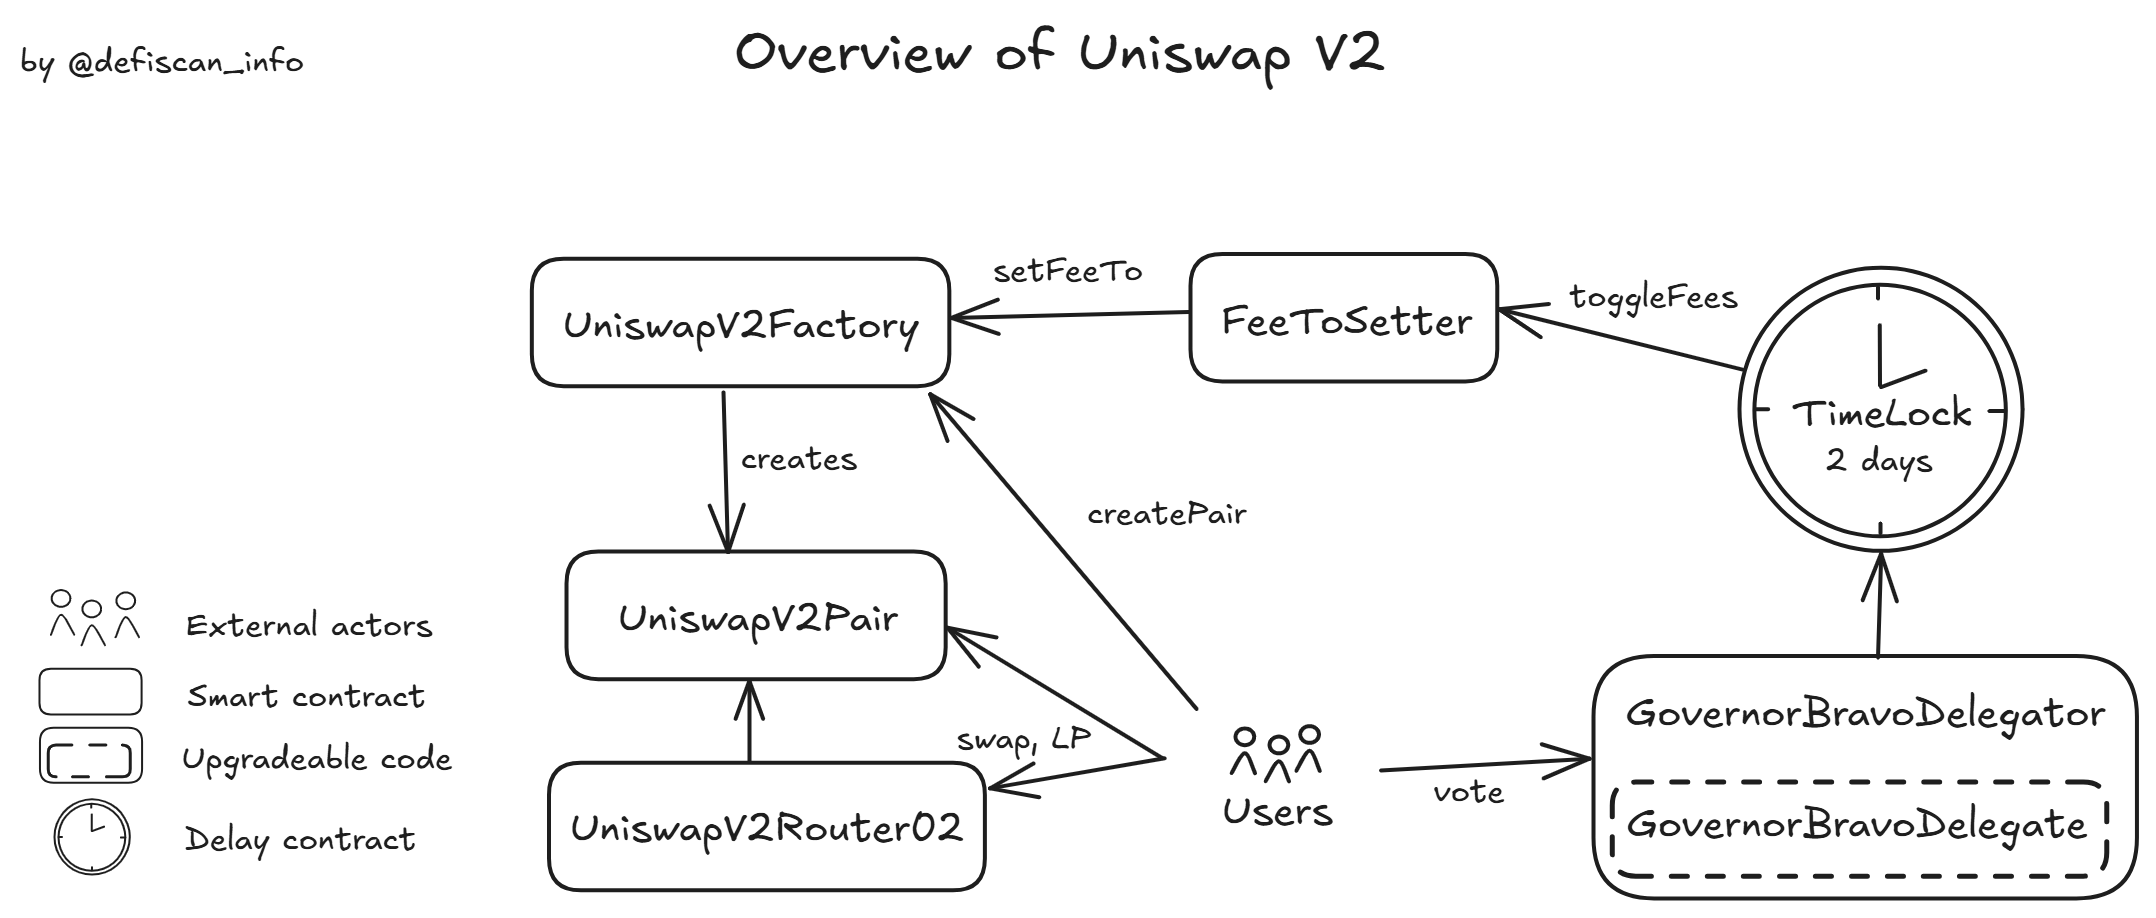 by @defiscan_info
Overview of Uniswap V2
setFeeTo
toggleFees
UniswapV2Factory
FeeToSetter
TimeLock
2 days
creates
createPair
External actors
UniswapV2Pair
Smart contract
GovernorBravoDelegator
swap, LP
Upgradeable code
vote
Users
UniswapV2Router02
GovernorBravoDelegate
Delay contract